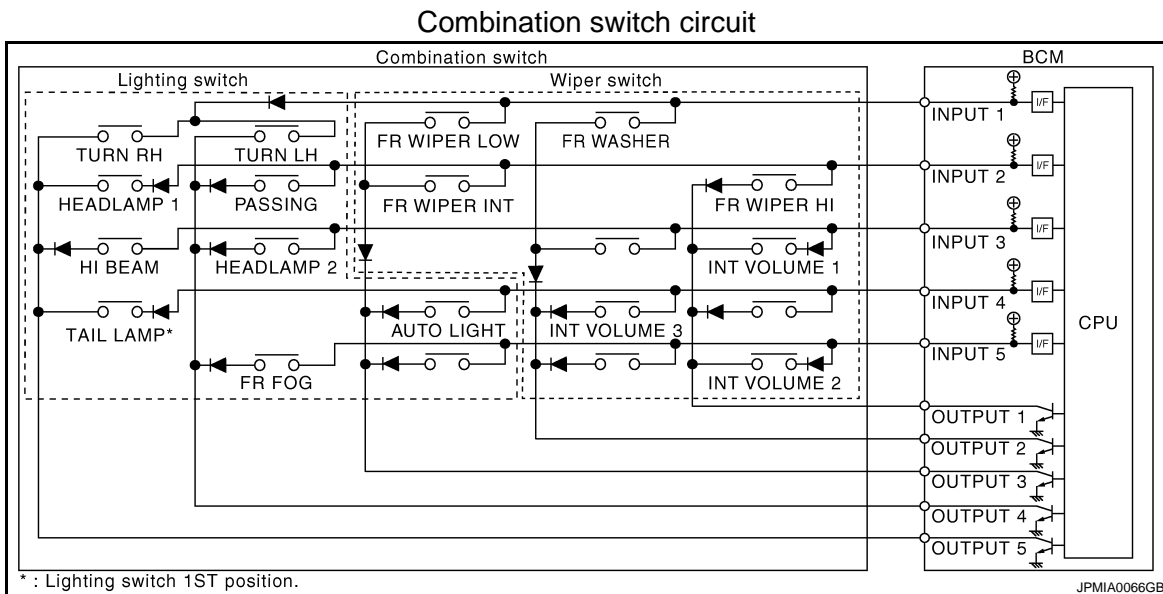 Combination switch circuit
Combination switch
BCM
Lighting switch
Wiper switch
INPUT 1
I/F
TURN RH
TURN LH
FR WIPER LOW
FR WASHER
INPUT 2
I/F
HEADLAMP 1
PASSING
FR WIPER INT
FR WIPER HI
INPUT 3
I/F
HI BEAM
HEADLAMP 2
INT VOLUME 1
INPUT 4
I/F
TAIL LAMP*
AUTO LIGHT
INT VOLUME 3
CPU
INPUT 5
I/F
FR FOG
INT VOLUME 2
OUTPUT 1
OUTPUT 2
OUTPUT 3
OUTPUT 4
OUTPUT 5
* : Lighting switch 1ST position.
JPMIA0066GB